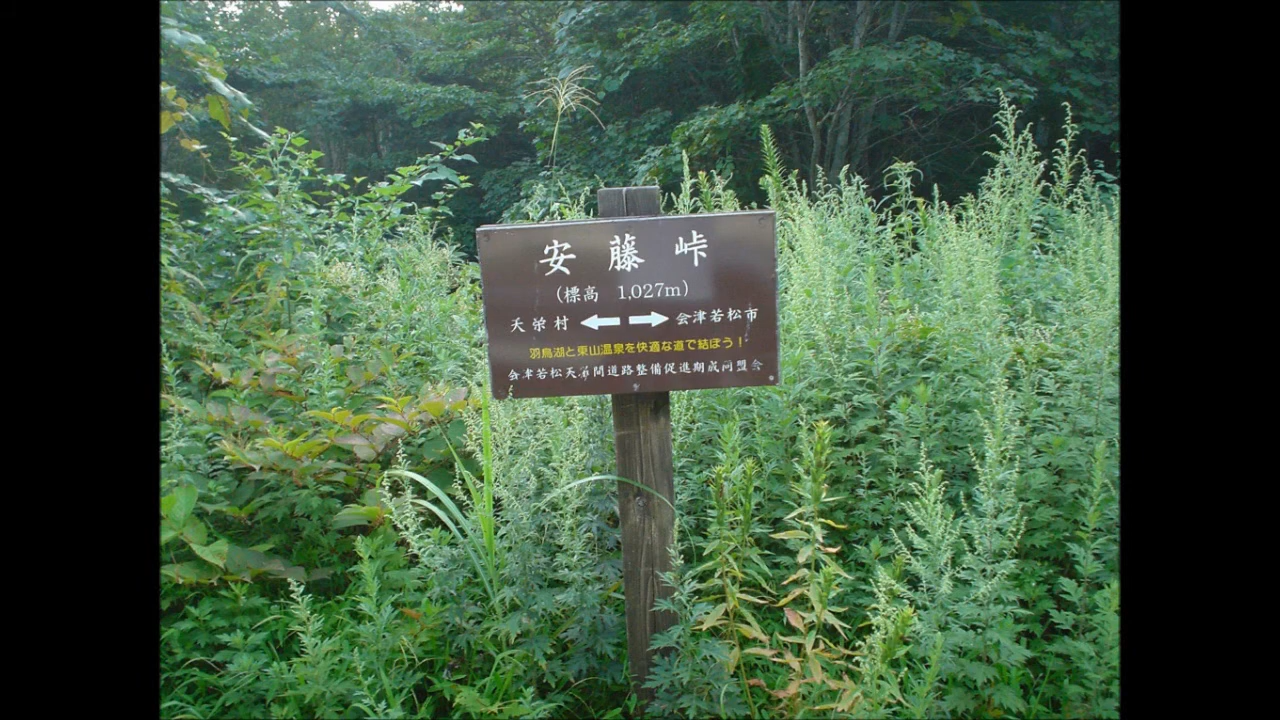 安藤峠
(標高 1,027m)
天栄村 ⇐ ⇒ 会津若松市
羽鳥湖と東山温泉を快適な道で結ぼう!
会津若松天栄間道路整備促進期成同盟会